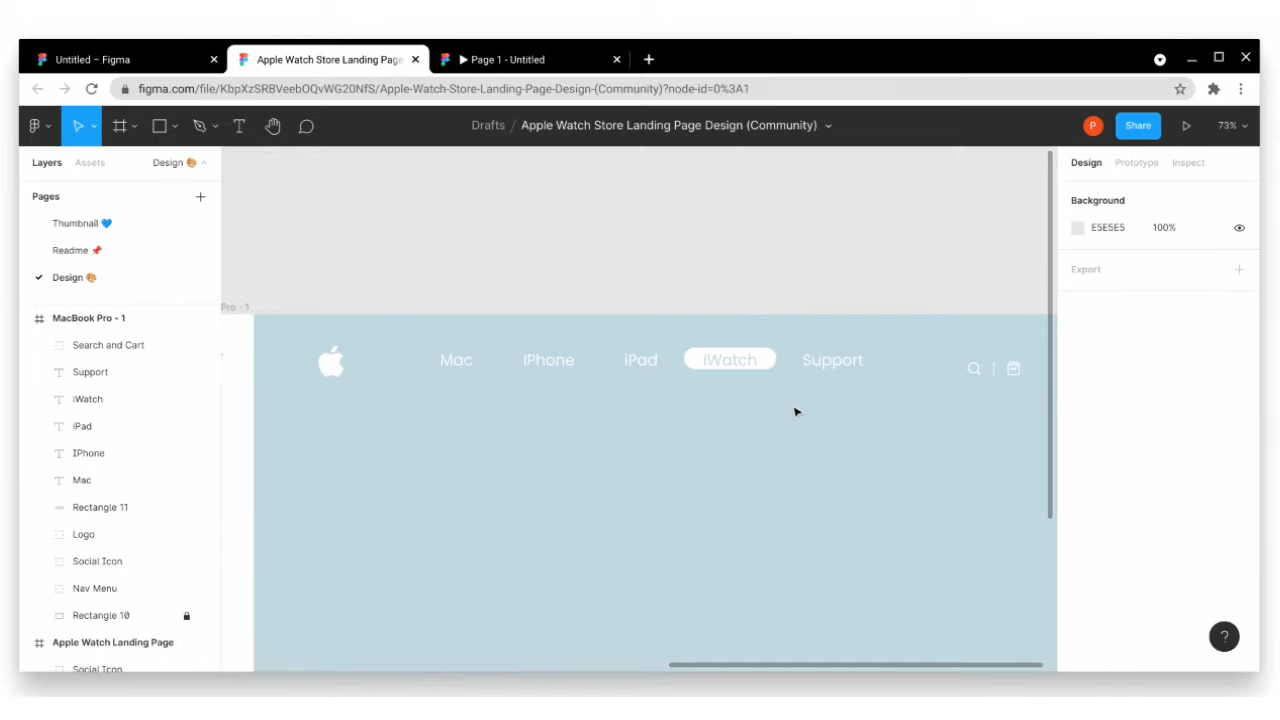 Untitled – Figma
Apple Watch Store Landing Page
Page 1 - Untitled
figma.com/file/KbpXzSRBVeebOQvWG20NfS/Apple-Watch-Store-Landing-Page-Design-(Community)?node-id=0%3A1
Drafts / Apple Watch Store Landing Page Design (Community)
P
Share
73%
Layers
Assets
Design 🎨
Design
Prototype
Inspect
Pages
Background
Thumbnail 💙
E5E5E5
100%
Readme 📌
Design 🎨
Export
Pro - 1
MacBook Pro - 1
Search and Cart
Mac
IPhone
iPad
iWatch
Support
Support
iWatch
iPad
IPhone
Mac
Rectangle 11
Logo
Social Icon
Nav Menu
Rectangle 10
?
Apple Watch Landing Page
Social Icon